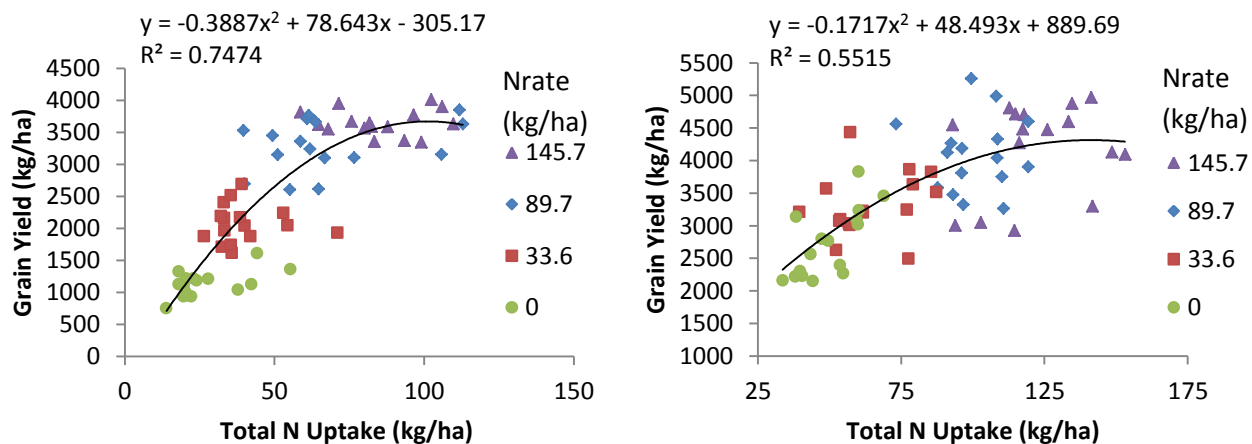 y = -0.3887x² + 78.643x - 305.17
R² = 0.7474
4500
4000
3500
3000
2500
2000
1500
1000
500
0
Grain Yield (kg/ha)
0 50 100 150
Total N Uptake (kg/ha)
Nrate
(kg/ha)
145.7
89.7
33.6
0
y = -0.1717x² + 48.493x + 889.69
R² = 0.5515
5500
5000
4500
4000
3500
3000
2500
2000
1500
1000
Grain Yield (kg/ha)
25 75 125 175
Total N Uptake (kg/ha)
Nrate
(kg/ha)
145.7
89.7
33.6
0